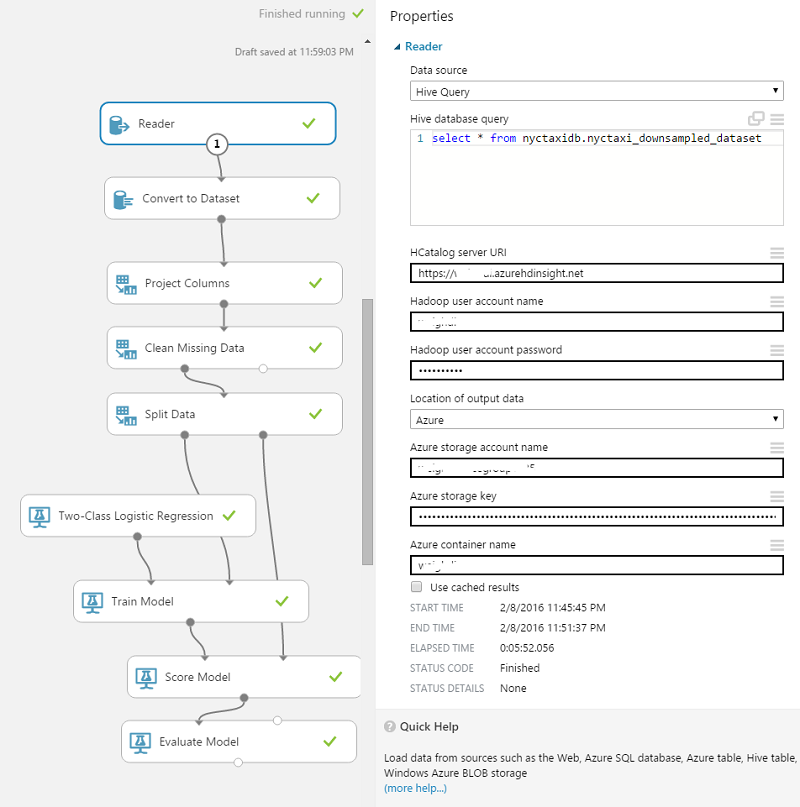 Finished running
Draft saved at 11:59:03 PM
Reader
1
Convert to Dataset
Project Columns
Clean Missing Data
Split Data
Two-Class Logistic Regression
Train Model
Score Model
Evaluate Model
Properties
Reader
Data source
Hive Query
Hive database query
1 select * from nyctaxidb.nyctaxi_downsampled_dataset
HCatalog server URI
https:// .azurehdinsight.net
Hadoop user account name
Hadoop user account password
••••••••••
Location of output data
Azure
Azure storage account name
Azure storage key
Azure container name
Use cached results
START TIME 2/8/2016 11:45:45 PM
END TIME 2/8/2016 11:51:37 PM
ELAPSED TIME 0:05:52.056
STATUS CODE Finished
STATUS DETAILS None
? Quick Help
Load data from sources such as the Web, Azure SQL database, Azure table, Hive table,
Windows Azure BLOB storage
(more help...)